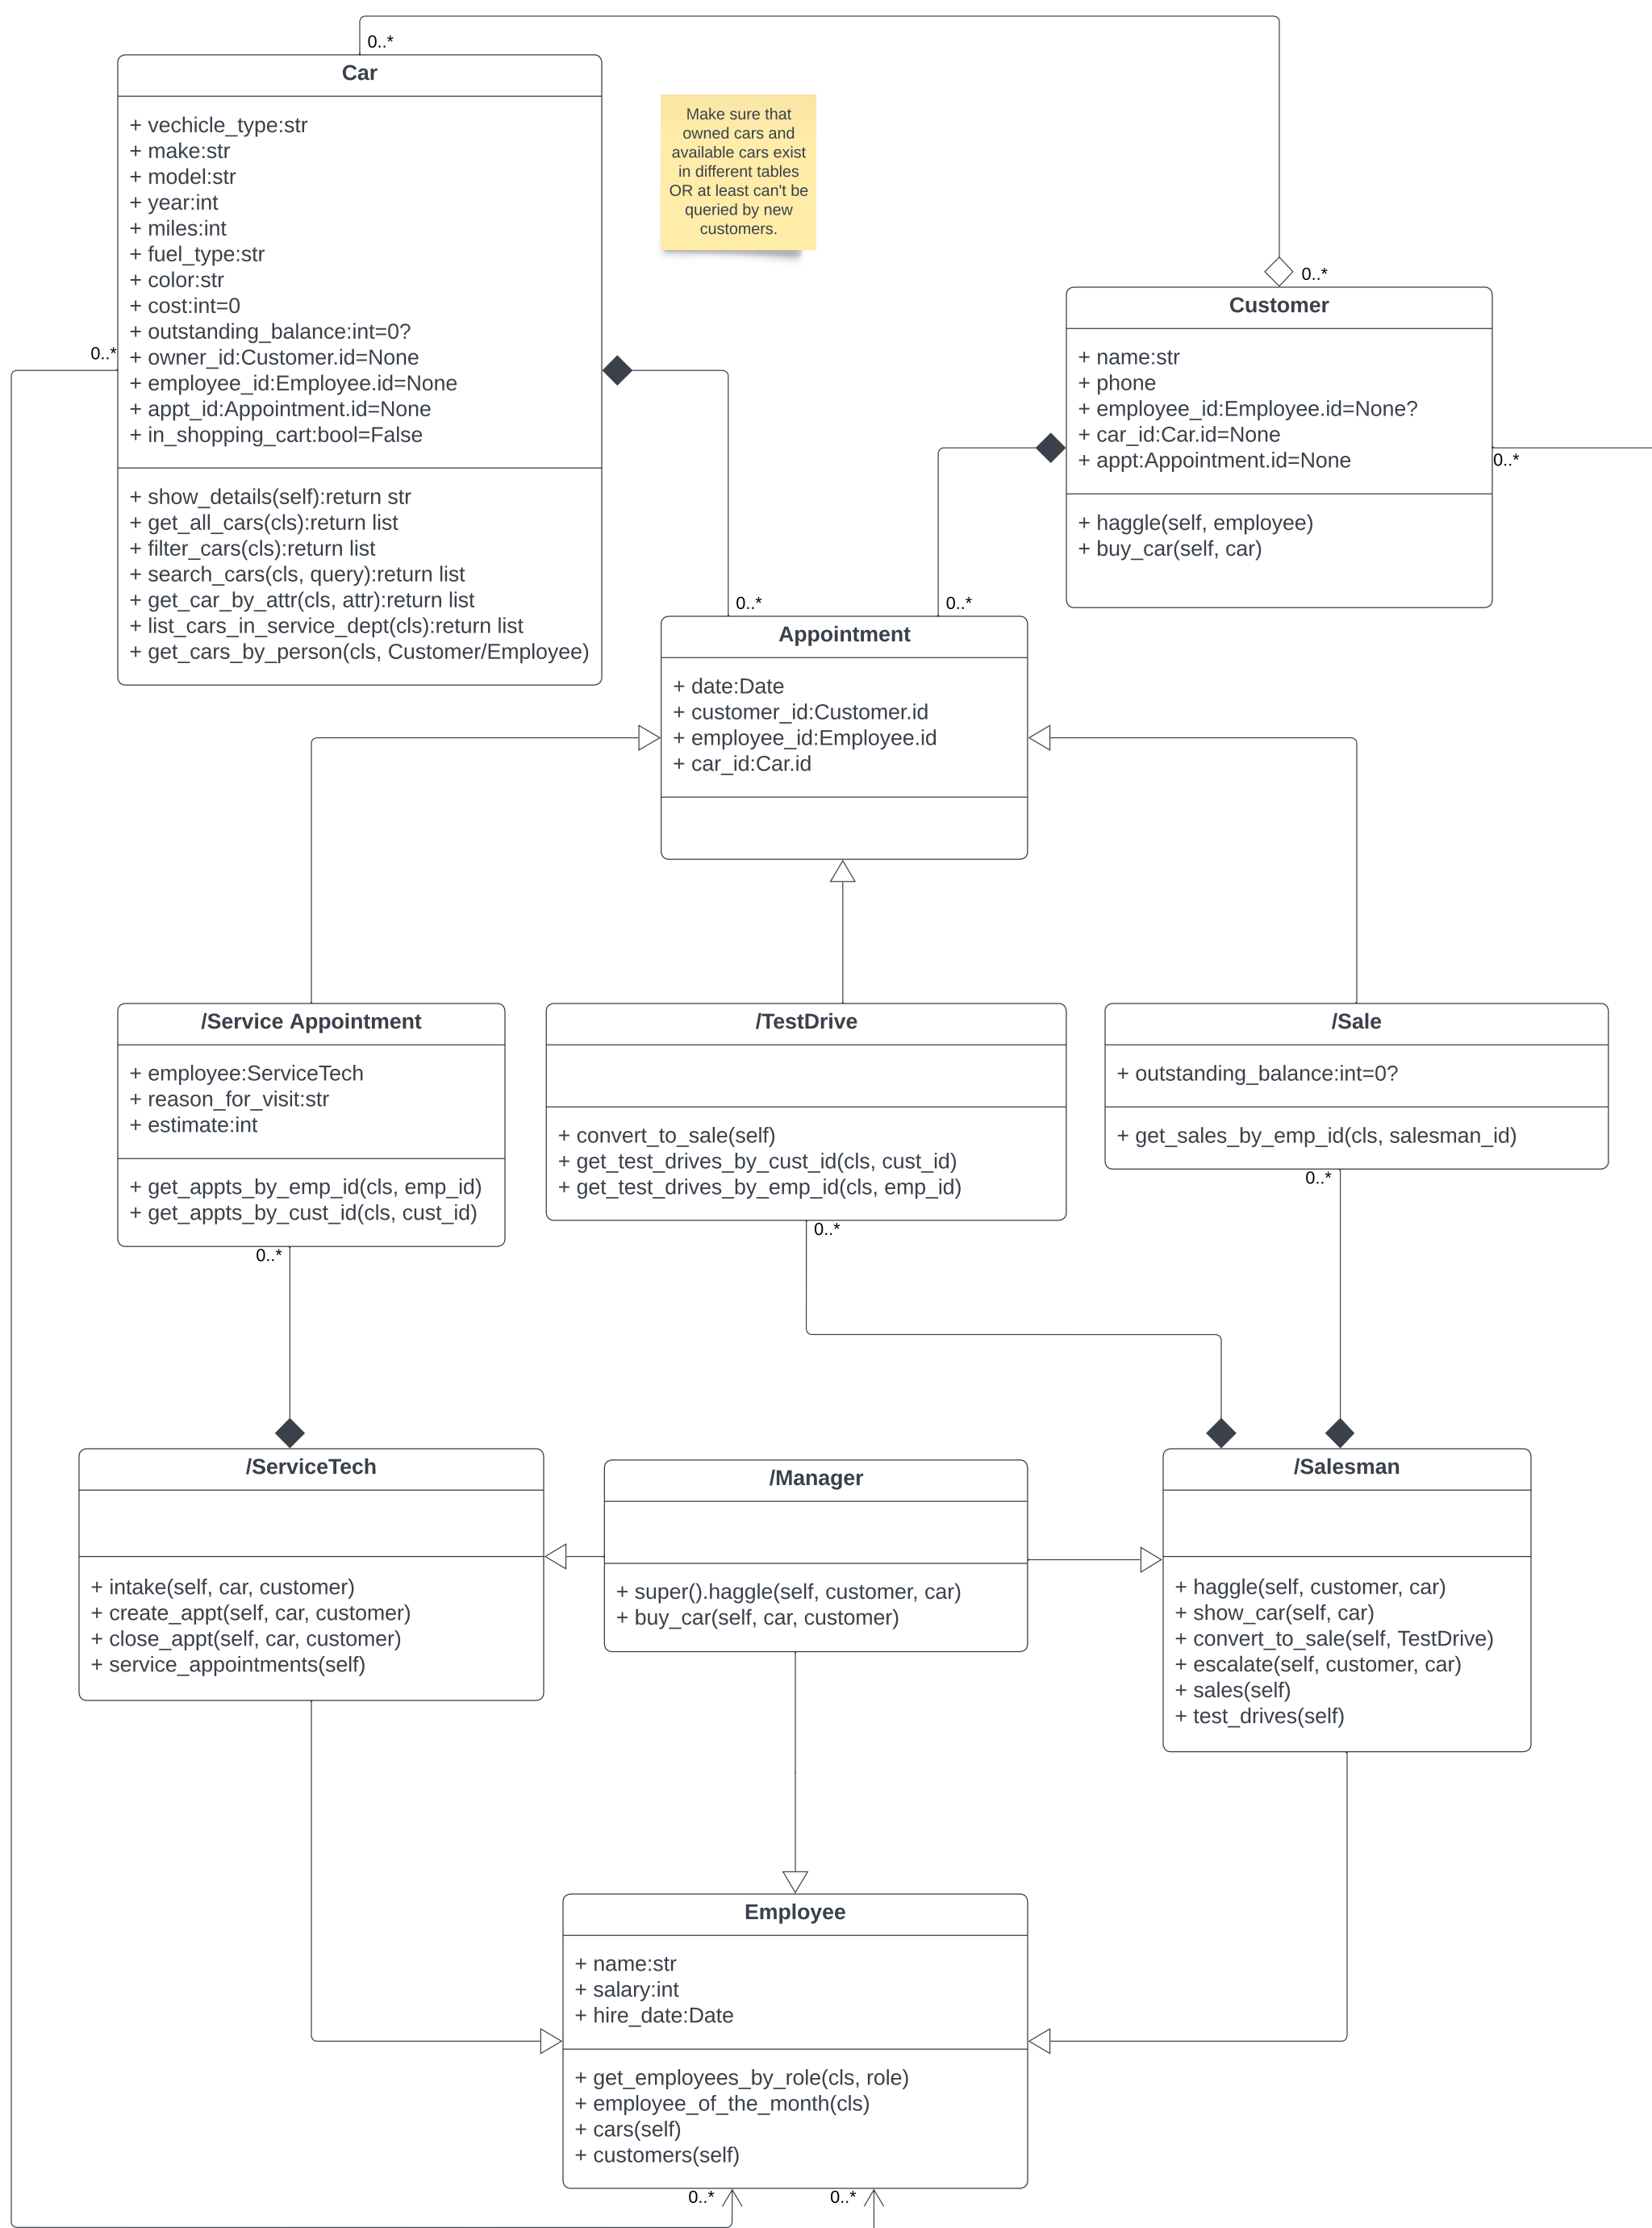 0..*
Car
+ vechicle_type:str
+ make:str
+ model:str
+ year:int
+ miles:int
+ fuel_type:str
+ color:str
+ cost:int=0
+ outstanding_balance:int=0?
+ owner_id:Customer.id=None
+ employee_id:Employee.id=None
+ appt_id:Appointment.id=None
+ in_shopping_cart:bool=False
+ show_details(self):return str
+ get_all_cars(cls):return list
+ filter_cars(cls):return list
+ search_cars(cls, query):return list
+ get_car_by_attr(cls, attr):return list
+ list_cars_in_service_dept(cls):return list
+ get_cars_by_person(cls, Customer/Employee)
0..*
Make sure that
owned cars and
available cars exist
in different tables
OR at least can't be
queried by new
customers.
0..*
Customer
+ name:str
+ phone
+ employee_id:Employee.id=None?
+ car_id:Car.id=None
+ appt:Appointment.id=None
+ haggle(self, employee)
+ buy_car(self, car)
0..*
0..*
0..*
Appointment
+ date:Date
+ customer_id:Customer.id
+ employee_id:Employee.id
+ car_id:Car.id
/Service Appointment
+ employee:ServiceTech
+ reason_for_visit:str
+ estimate:int
+ get_appts_by_emp_id(cls, emp_id)
+ get_appts_by_cust_id(cls, cust_id)
0..*
/TestDrive
+ convert_to_sale(self)
+ get_test_drives_by_cust_id(cls, cust_id)
+ get_test_drives_by_emp_id(cls, emp_id)
0..*
/Sale
+ outstanding_balance:int=0?
+ get_sales_by_emp_id(cls, salesman_id)
0..*
/ServiceTech
+ intake(self, car, customer)
+ create_appt(self, car, customer)
+ close_appt(self, car, customer)
+ service_appointments(self)
/Manager
+ super().haggle(self, customer, car)
+ buy_car(self, car, customer)
/Salesman
+ haggle(self, customer, car)
+ show_car(self, car)
+ convert_to_sale(self, TestDrive)
+ escalate(self, customer, car)
+ sales(self)
+ test_drives(self)
Employee
+ name:str
+ salary:int
+ hire_date:Date
+ get_employees_by_role(cls, role)
+ employee_of_the_month(cls)
+ cars(self)
+ customers(self)
0..*
0..*